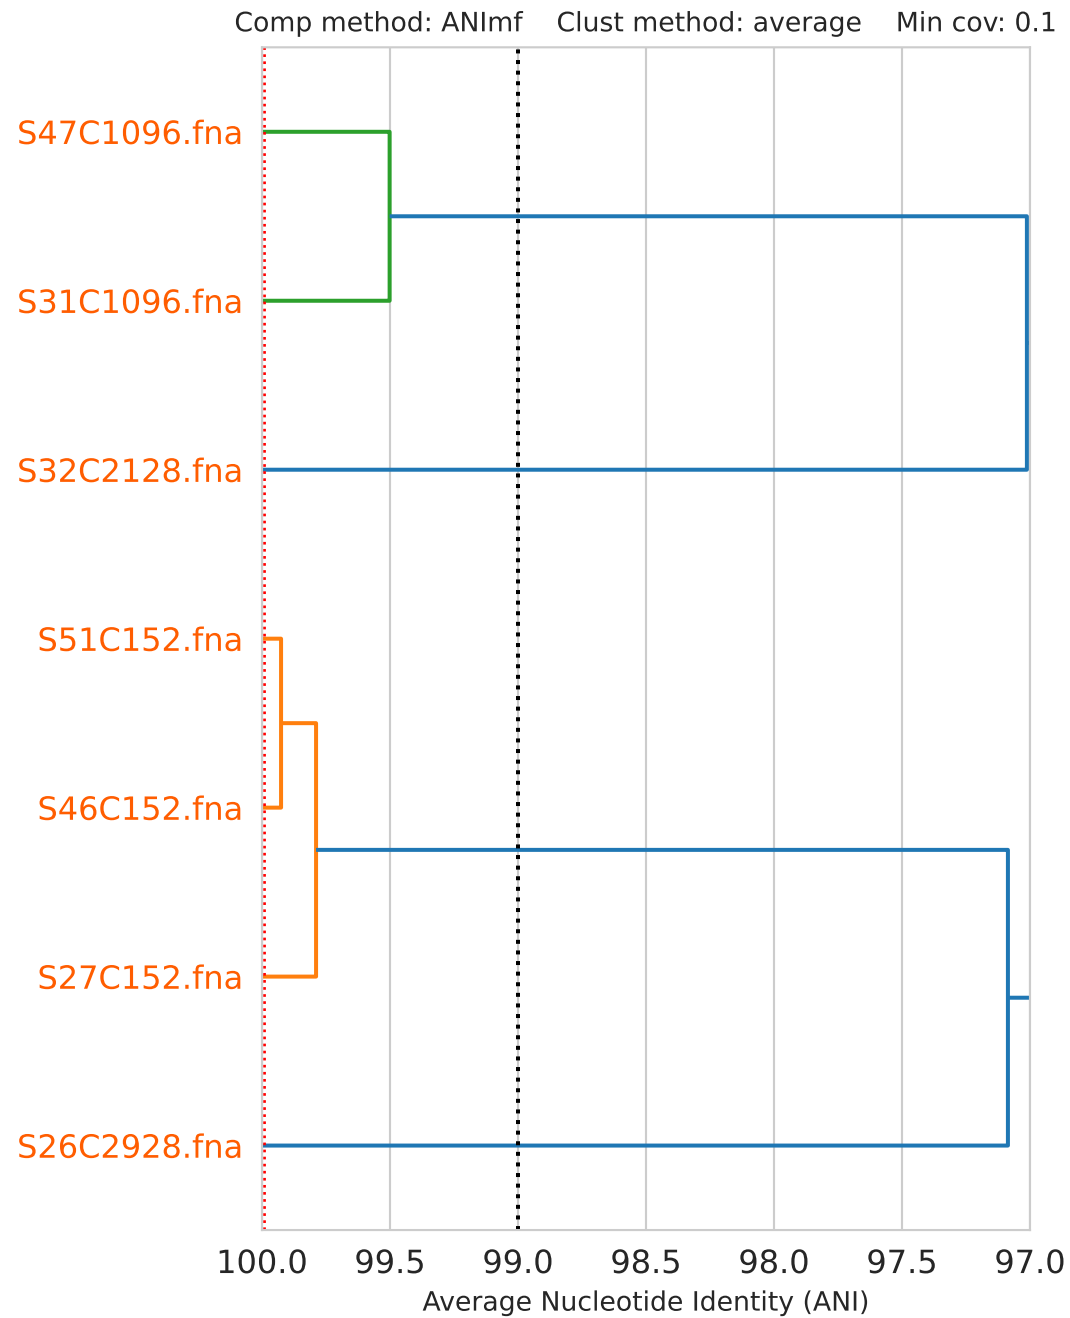 Comp method: ANImf    Clust method: average    Min cov: 0.1
S47C1096.fna
S31C1096.fna
S32C2128.fna
S51C152.fna
S46C152.fna
S27C152.fna
S26C2928.fna
100.0 99.5 99.0 98.5 98.0 97.5 97.0
Average Nucleotide Identity (ANI)